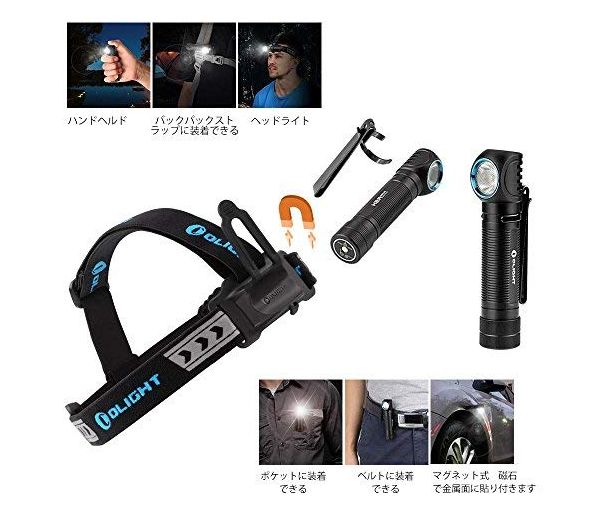 ハンドヘルド
バックパックスト
ラップに装着できる
ヘッドライト
OLIGHT
OLIGHT
OLIGHT
OLIGHT
ポケットに装着
できる
ベルトに装着
できる
マグネット式 磁石
で金属面に貼り付きます